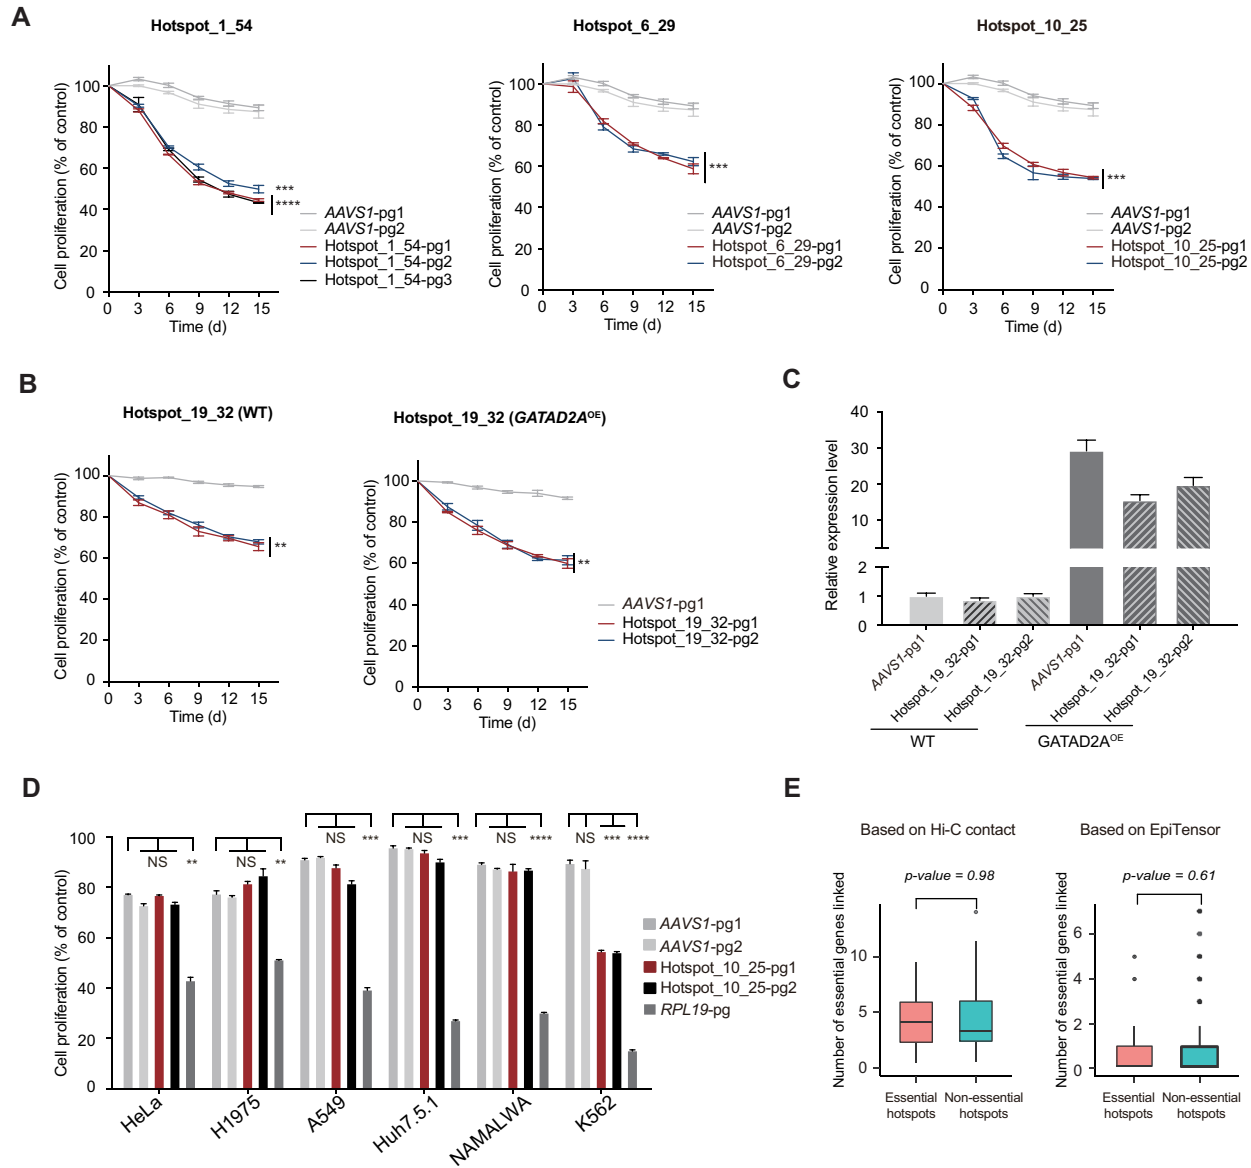 A
Hotspot_1_54
Hotspot_6_29
Hotspot_10_25
Cell proliferation (% of control)
100
80
60
40
20
0
0 3 6 9 12 15
Time (d)
***
****
AAVS1-pg1
AAVS1-pg2
Hotspot_1_54-pg1
Hotspot_1_54-pg2
Hotspot_1_54-pg3
Cell proliferation (% of control)
100
80
60
40
20
0
0 3 6 9 12 15
Time (d)
***
AAVS1-pg1
AAVS1-pg2
Hotspot_6_29-pg1
Hotspot_6_29-pg2
Cell proliferation (% of control)
100
80
60
40
20
0
0 3 6 9 12 15
Time (d)
***
AAVS1-pg1
AAVS1-pg2
Hotspot_10_25-pg1
Hotspot_10_25-pg2
B
Hotspot_19_32 (WT)
Cell proliferation (% of control)
100
80
60
40
20
0
0 3 6 9 12 15
Time (d)
**
Hotspot_19_32 (GATAD2A^OE)
Cell proliferation (% of control)
100
80
60
40
20
0
0 3 6 9 12 15
Time (d)
**
AAVS1-pg1
Hotspot_19_32-pg1
Hotspot_19_32-pg2
C
Relative expression level
40
30
20
10
2
1
0
AAVS1-pg1
Hotspot_19_32-pg1
Hotspot_19_32-pg2
AAVS1-pg1
Hotspot_19_32-pg1
Hotspot_19_32-pg2
WT
GATAD2A^OE
D
Cell proliferation (% of control)
100
80
60
40
20
0
NS **
NS **
NS ***
NS ***
NS ****
NS *** ****
HeLa
H1975
A549
Huh7.5.1
NAMALWA
K562
AAVS1-pg1
AAVS1-pg2
Hotspot_10_25-pg1
Hotspot_10_25-pg2
RPL19-pg
E
Based on Hi-C contact
p-value = 0.98
Number of essential genes linked
10
5
0
Essential
hotspots
Non-essential
hotspots
Based on EpiTensor
p-value = 0.61
Number of essential genes linked
6
4
2
0
Essential
hotspots
Non-essential
hotspots